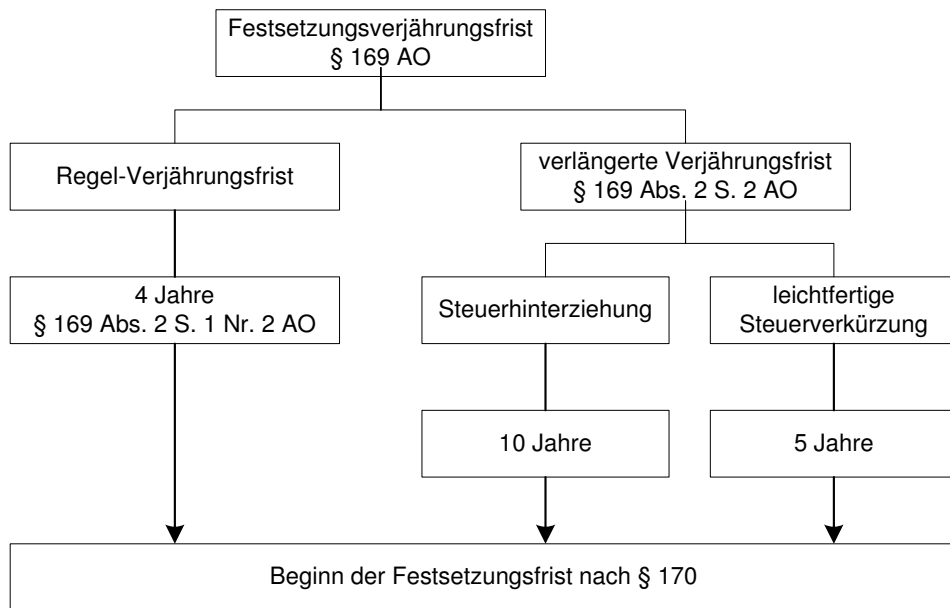 Festsetzungsverjährungsfrist
§ 169 AO
Regel-Verjährungsfrist
verlängerte Verjährungsfrist
§ 169 Abs. 2 S. 2 AO
4 Jahre
§ 169 Abs. 2 S. 1 Nr. 2 AO
Steuerhinterziehung
leichtfertige
Steuerverkürzung
10 Jahre
5 Jahre
Beginn der Festsetzungsfrist nach § 170